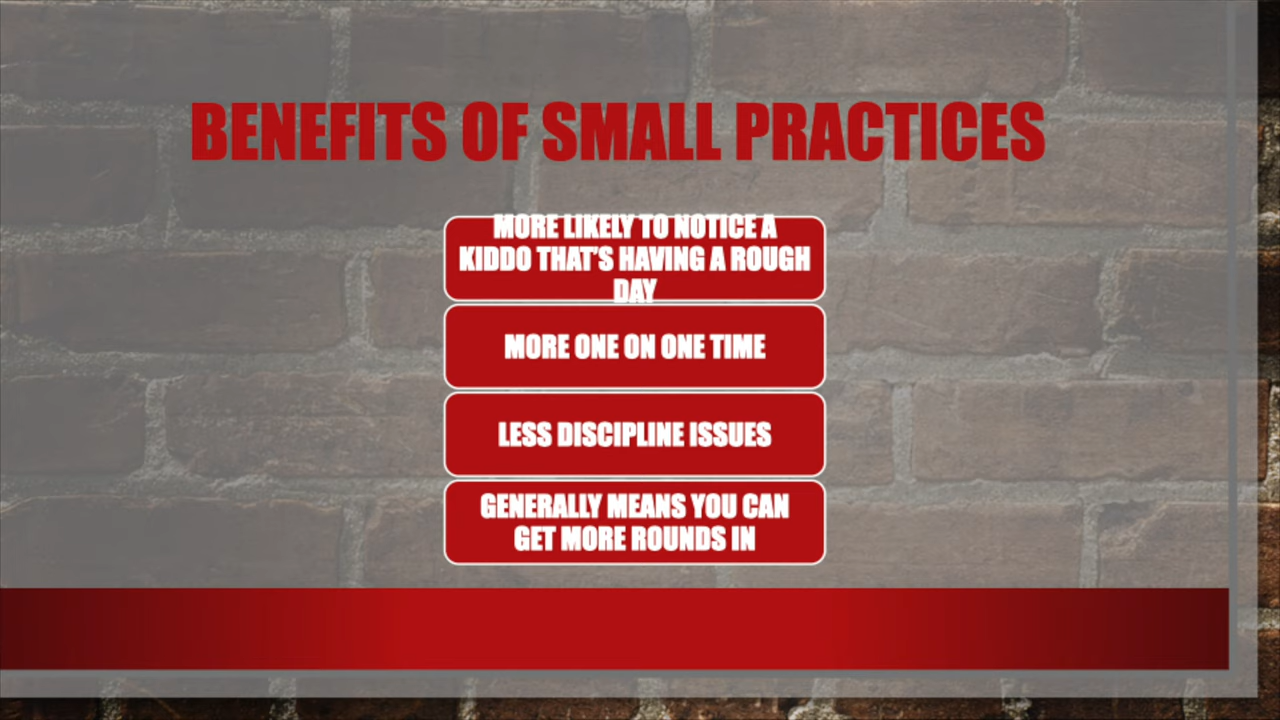 BENEFITS OF SMALL PRACTICES
MORE LIKELY TO NOTICE A
KIDDO THAT'S HAVING A ROUGH
DAY
MORE ONE ON ONE TIME
LESS DISCIPLINE ISSUES
GENERALLY MEANS YOU CAN
GET MORE ROUNDS IN